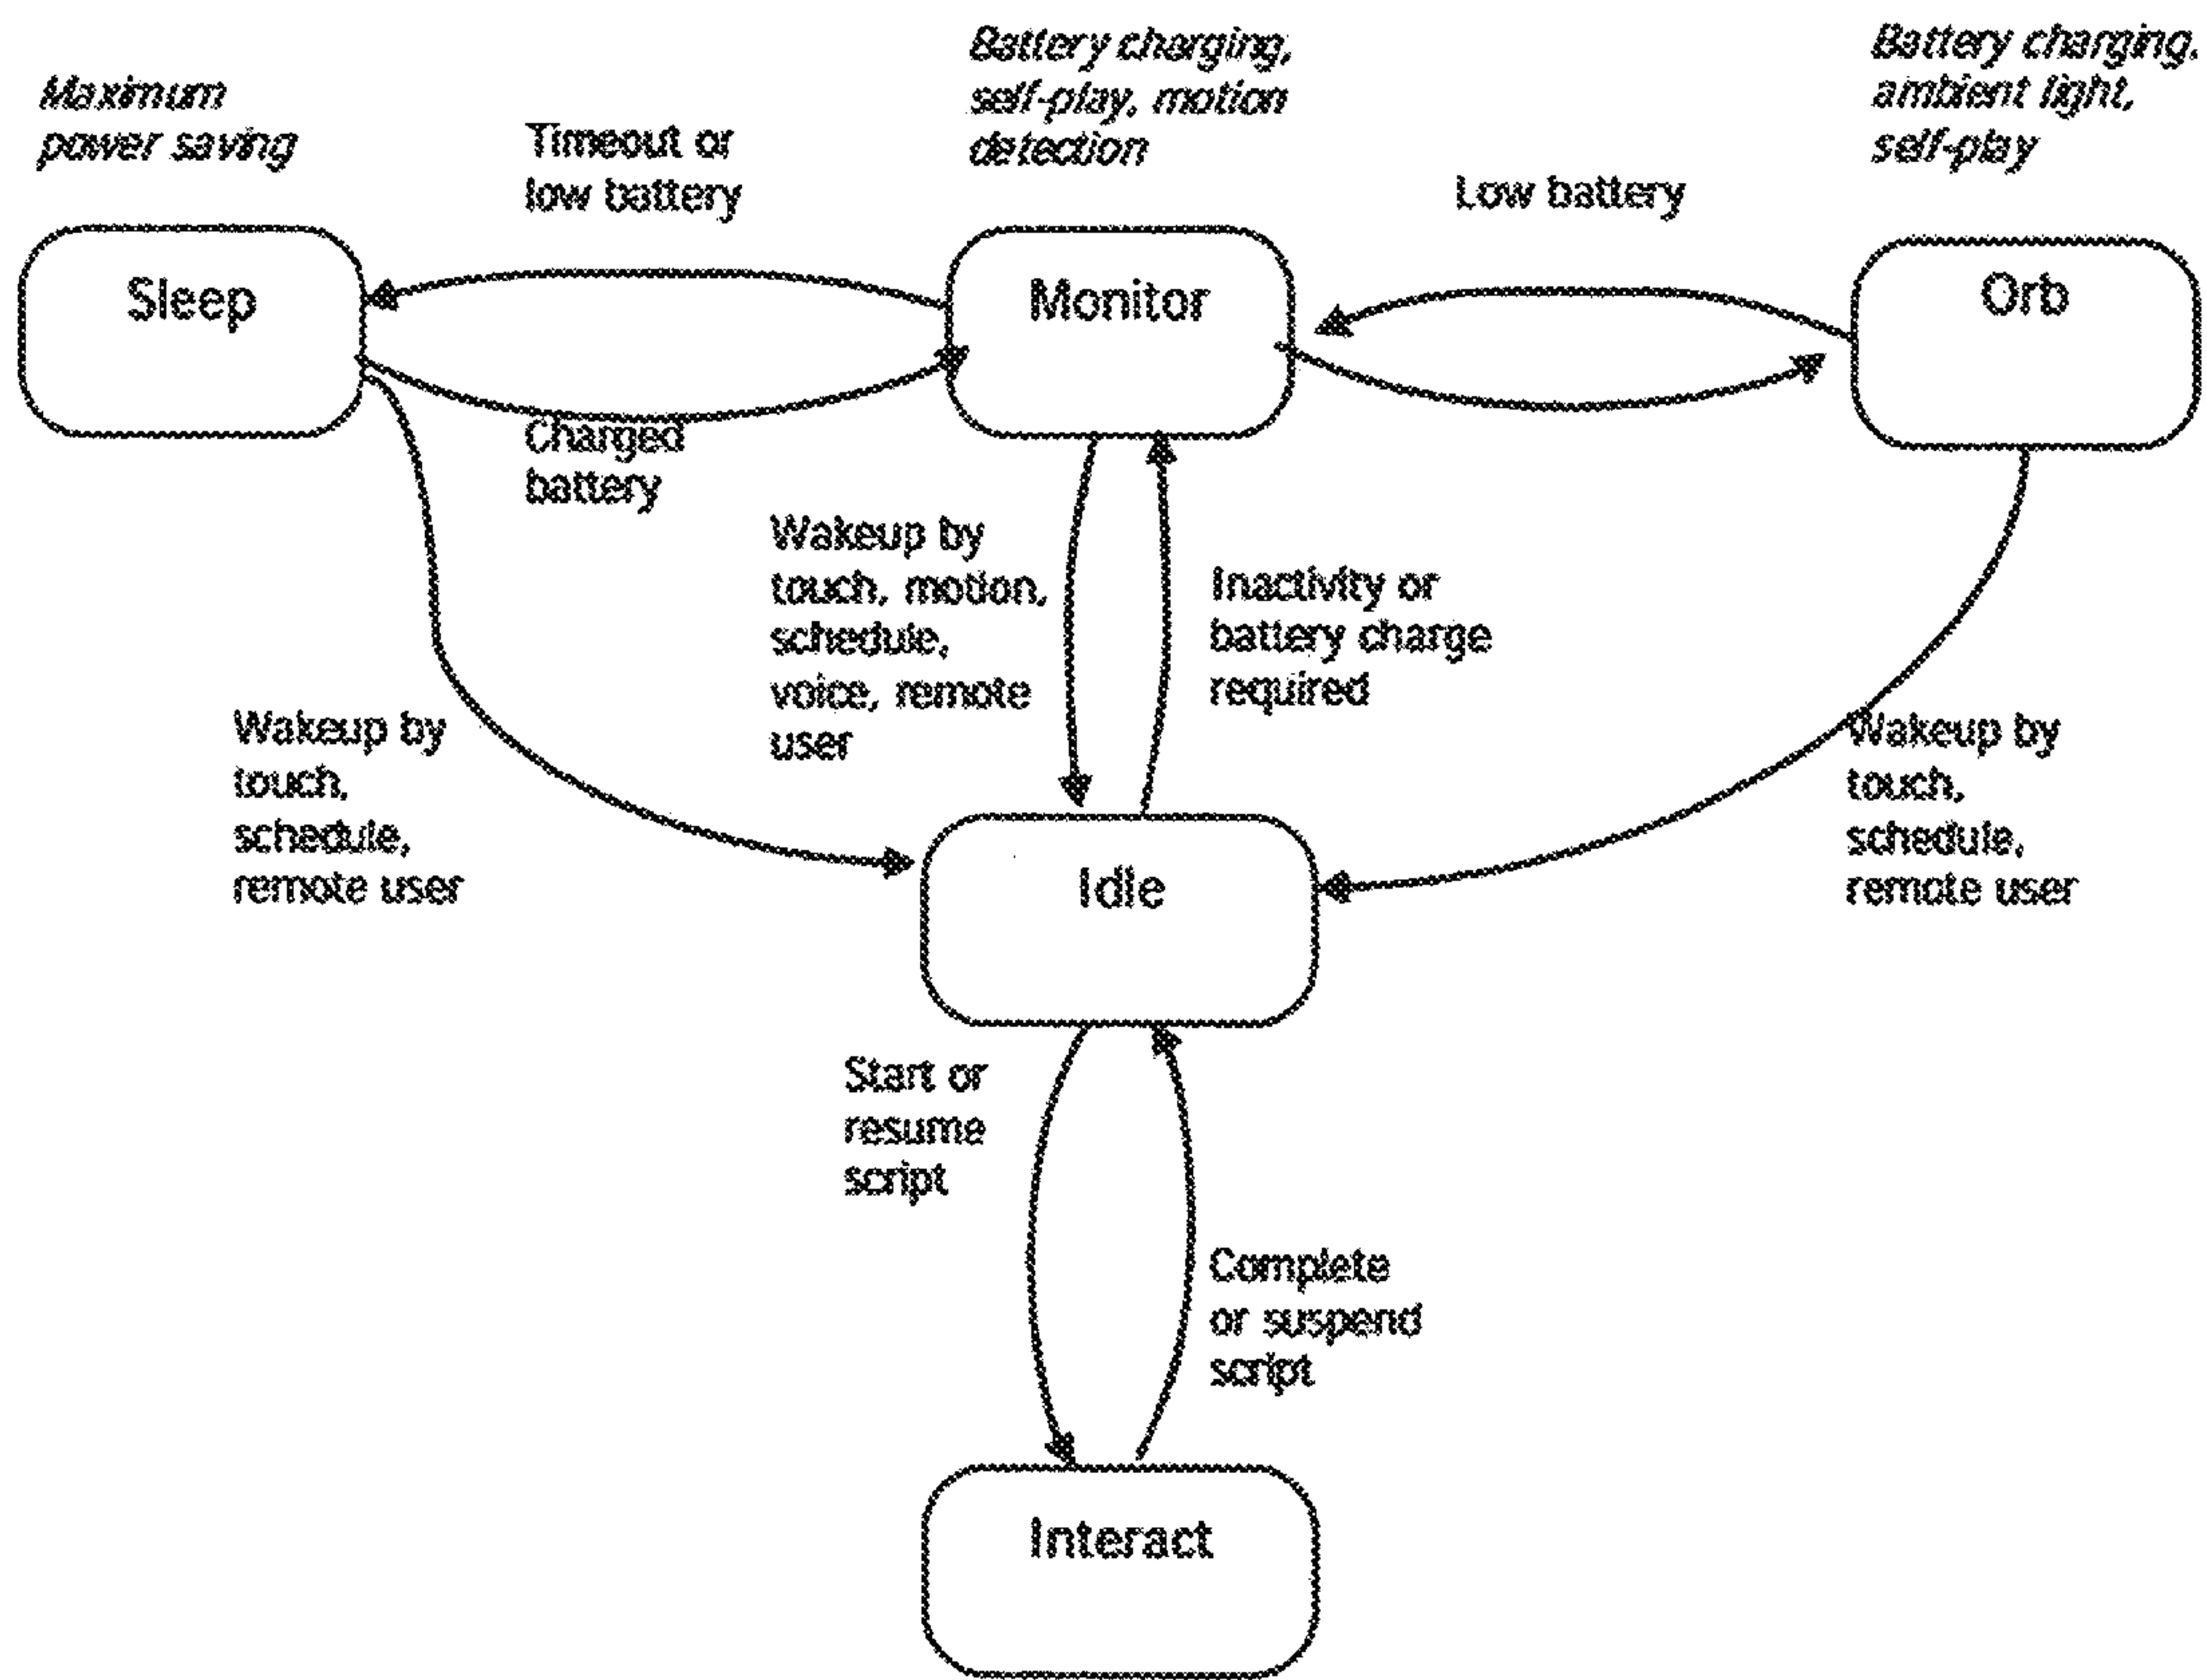 Maximum
power saving
Timeout or
low battery
Battery charging,
self-play, motion
detection
Low battery
Battery charging,
ambient light,
self-play
Sleep
Monitor
Orb
Charged
battery
Wakeup by
touch, motion,
schedule,
voice, remote
user
Inactivity or
battery charge
required
Wakeup by
touch,
schedule,
remote user
Wakeup by
touch,
schedule,
remote user
Idle
Start or
resume
script
Complete
or suspend
script
Interact